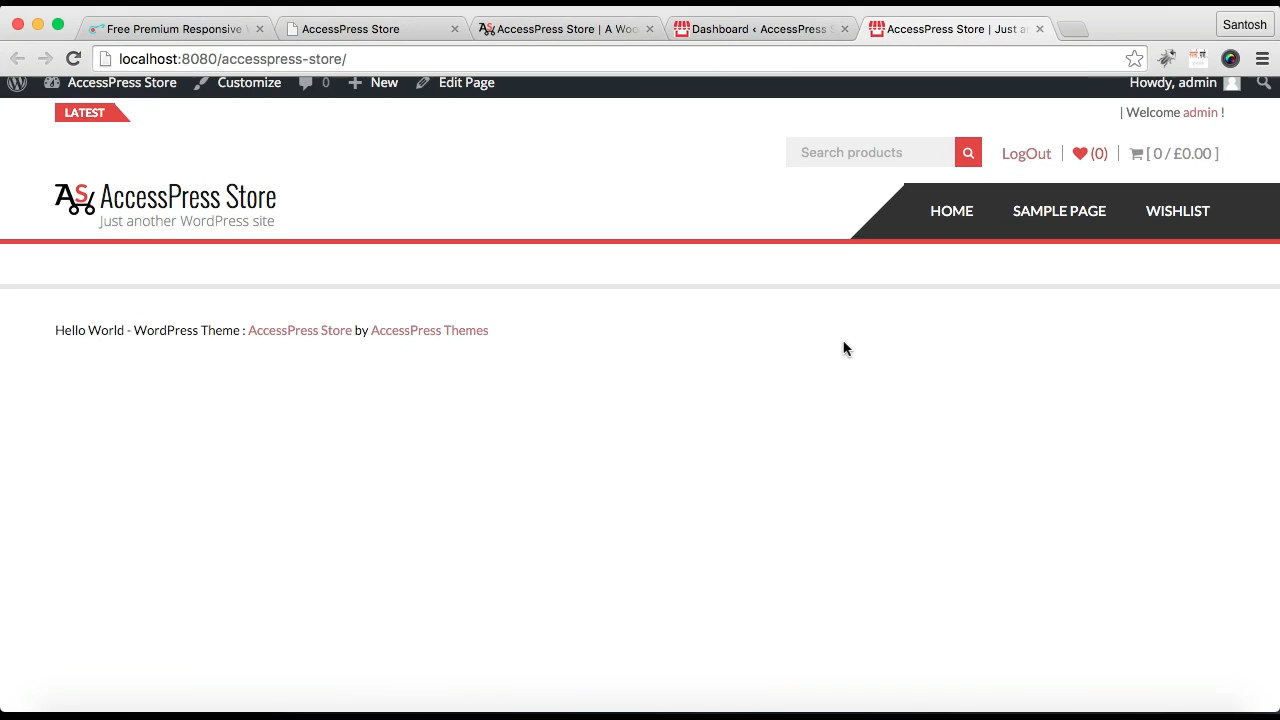 Free Premium Responsive
AccessPress Store
AccessPress Store | A Woo
Dashboard ‹ AccessPress S
AccessPress Store | Just an
Santosh
localhost:8080/accesspress-store/
AccessPress Store
Customize
0
New
Edit Page
Howdy, admin
LATEST
| Welcome admin !
Search products
LogOut
(0)
[ 0 / £0.00 ]
AS AccessPress Store
Just another WordPress site
HOME
SAMPLE PAGE
WISHLIST
Hello World - WordPress Theme : AccessPress Store by AccessPress Themes